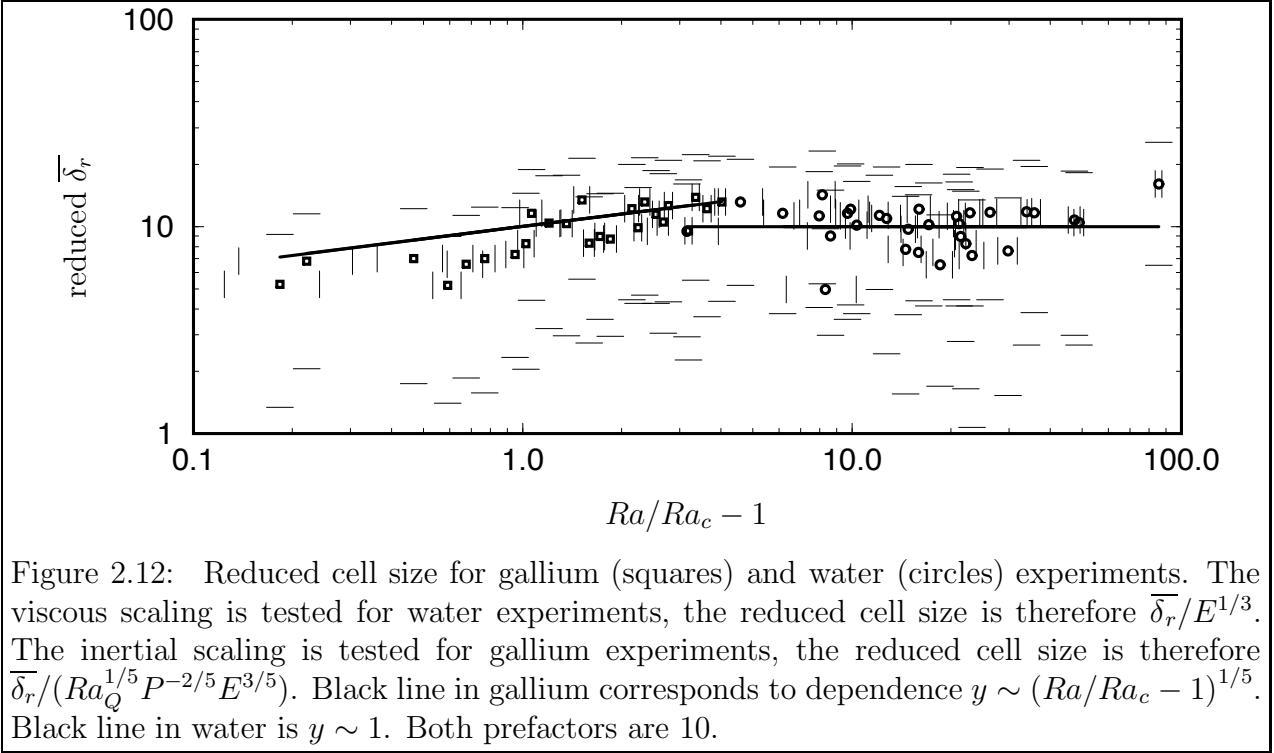 100
10
1
reduced $\overline{\delta_r}$
0.1 1.0 10.0 100.0
$Ra/Ra_c - 1$
Figure 2.12: Reduced cell size for gallium (squares) and water (circles) experiments. The
viscous scaling is tested for water experiments, the reduced cell size is therefore $\overline{\delta_r}/E^{1/3}$.
The inertial scaling is tested for gallium experiments, the reduced cell size is therefore
$\overline{\delta_r}/(Ra_Q^{1/5} P^{-2/5} E^{3/5})$. Black line in gallium corresponds to dependence $y \sim (Ra/Ra_c - 1)^{1/5}$.
Black line in water is $y \sim 1$. Both prefactors are 10.